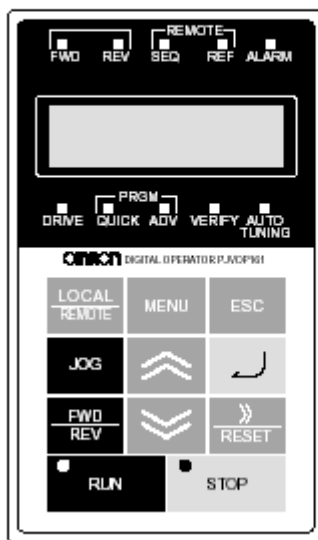 REMOTE
FWD REV SEQ REF ALARM
PRGM
DRIVE QUICK ADV VERIFY AUTO TUNING
OMRON DIGITAL OPERATOR PJVOP161
LOCAL
REMOTE
MENU
ESC
JOG
FWD
REV
RESET
RUN
STOP